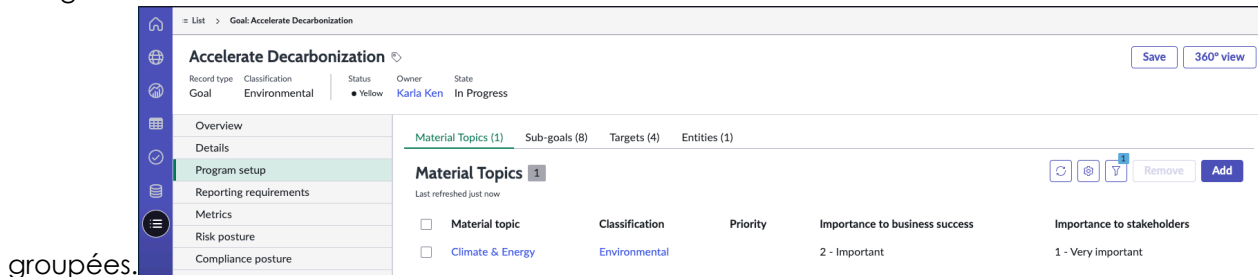 List > Goal: Accelerate Decarbonization
Accelerate Decarbonization
Save 360° view
Record type Classification Status Owner State
Goal Environmental Yellow Karla Ken In Progress
Overview
Details
Program setup
Reporting requirements
Metrics
Risk posture
Compliance posture
Material Topics (1) Sub-goals (8) Targets (4) Entities (1)
Material Topics 1
Last refreshed just now
1 Remove Add
Material topic Classification Priority Importance to business success Importance to stakeholders
Climate & Energy Environmental 2 - Important 1 - Very important
groupées.